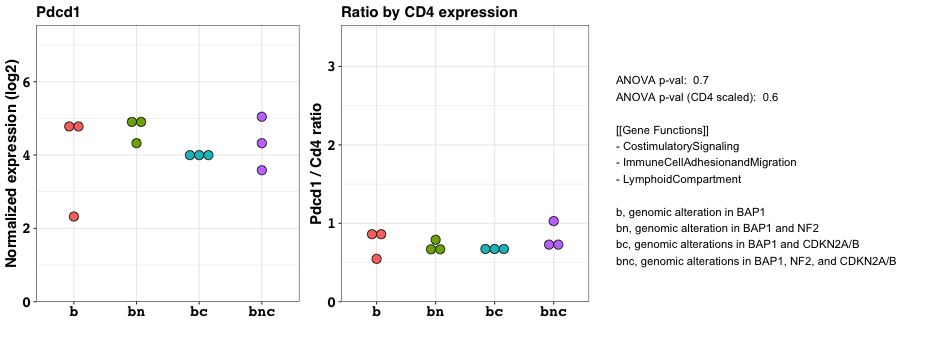 Pdcd1
Normalized expression (log2)
6
4
2
0
b
bn
bc
bnc
Ratio by CD4 expression
Pdcd1 / Cd4 ratio
3
2
1
0
b
bn
bc
bnc
ANOVA p-val:  0.7
ANOVA p-val (CD4 scaled):  0.6
[[Gene Functions]]
- CostimulatorySignaling
- ImmuneCellAdhesionandMigration
- LymphoidCompartment
b, genomic alteration in BAP1
bn, genomic alteration in BAP1 and NF2
bc, genomic alterations in BAP1 and CDKN2A/B
bnc, genomic alterations in BAP1, NF2, and CDKN2A/B